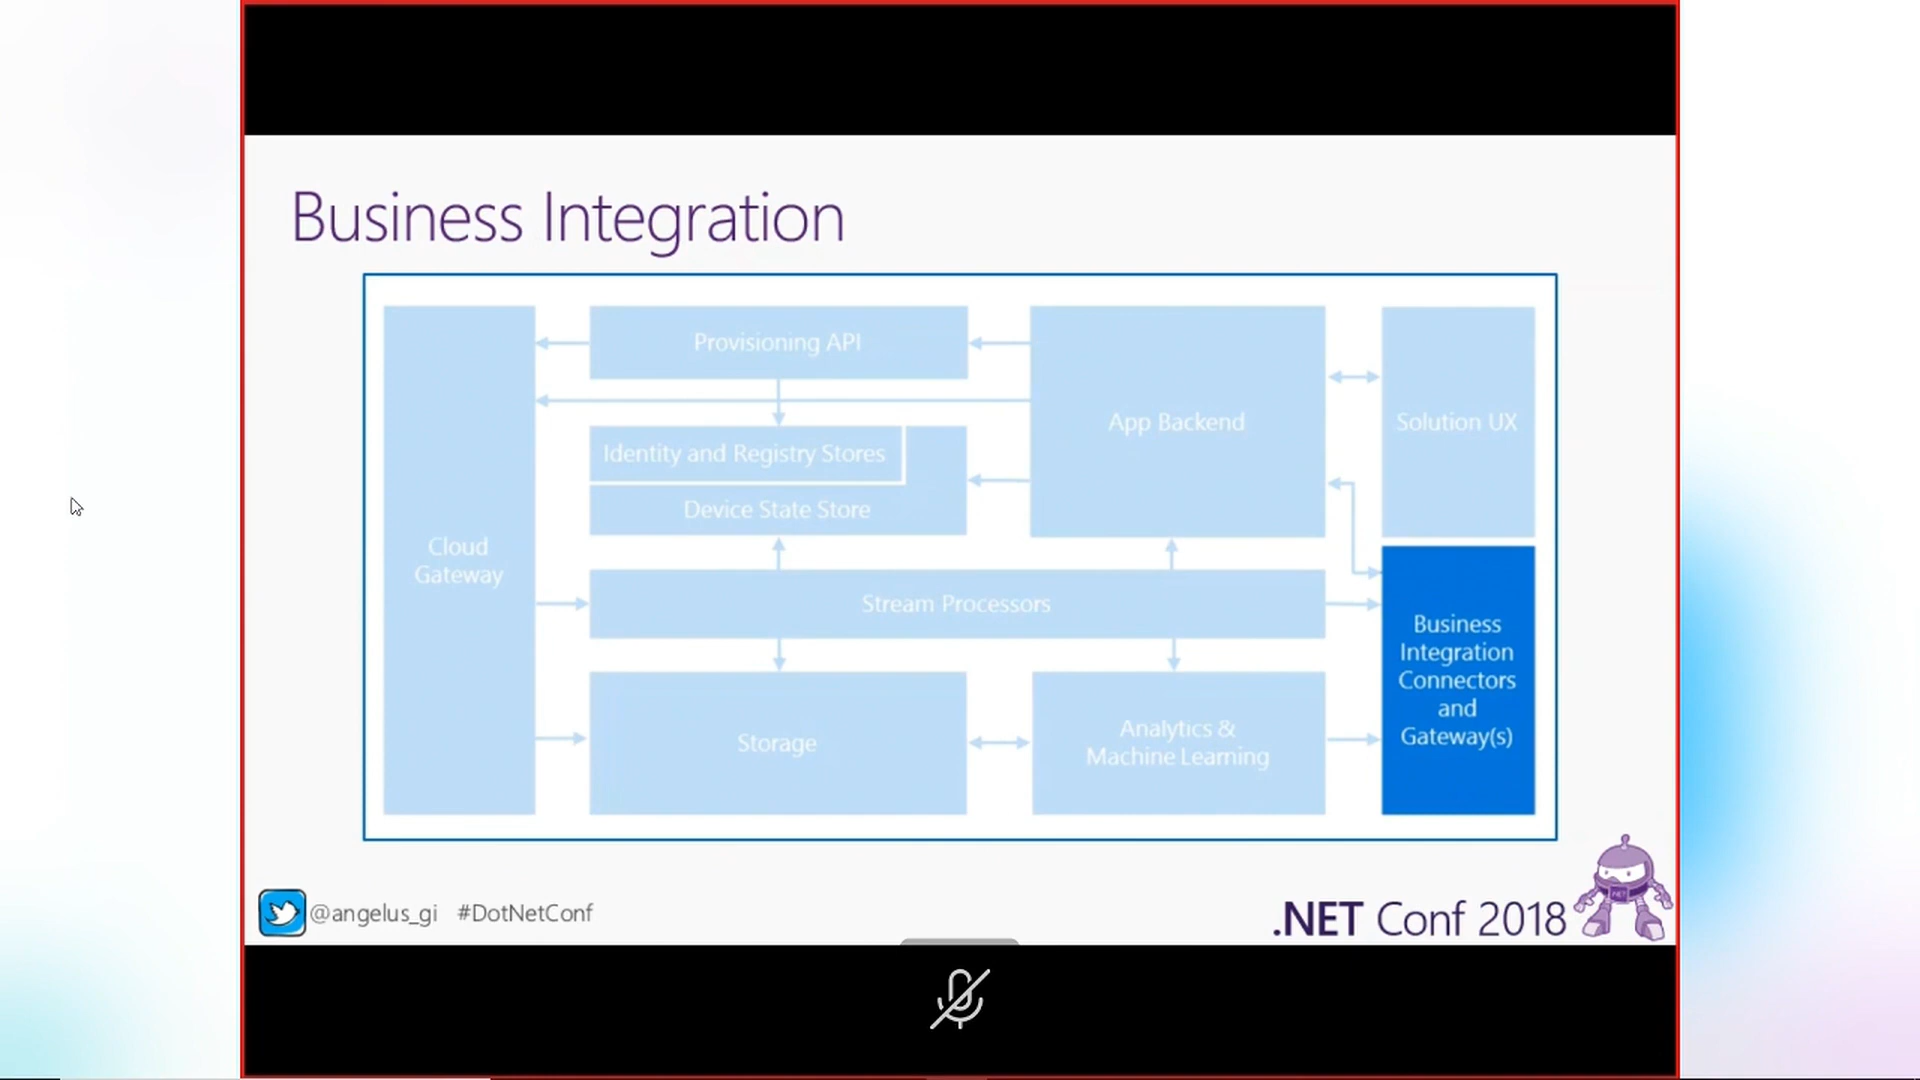 Business Integration
Provisioning API
App Backend
Solution UX
Identity and Registry Stores
Device State Store
Cloud
Gateway
Stream Processors
Business
Integration
Connectors
and
Gateway(s)
Storage
Analytics &
Machine Learning
@angelus_gi #DotNetConf
.NET Conf 2018
.NET